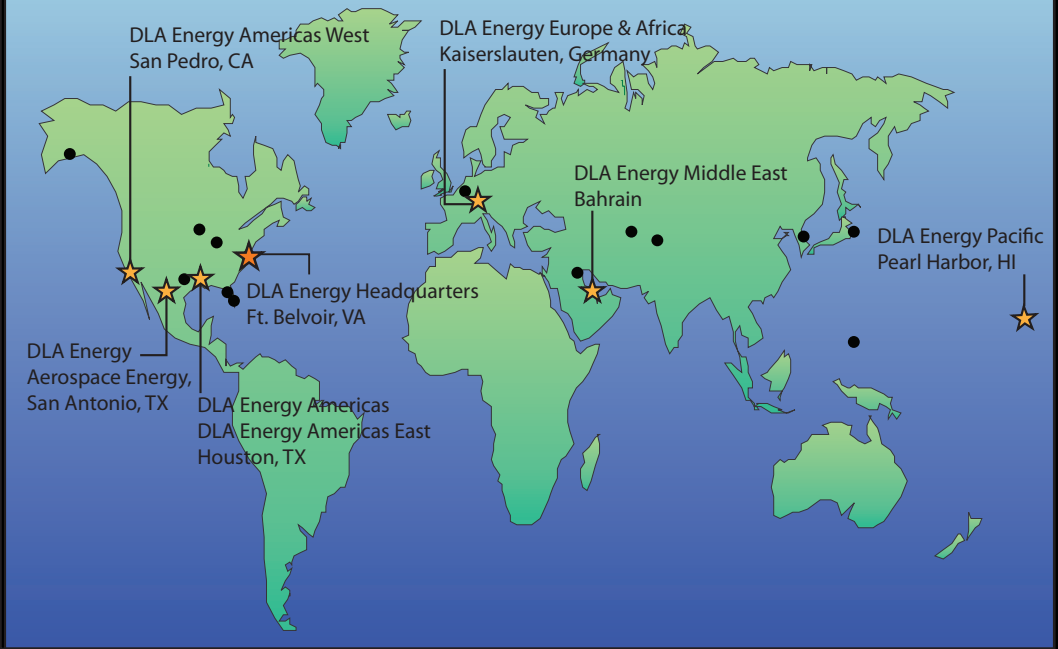 DLA Energy Americas West
San Pedro, CA
DLA Energy Europe & Africa
Kaiserslauten, Germany
DLA Energy Middle East
Bahrain
DLA Energy Pacific
Pearl Harbor, HI
DLA Energy Headquarters
Ft. Belvoir, VA
DLA Energy
Aerospace Energy,
San Antonio, TX
DLA Energy Americas
DLA Energy Americas East
Houston, TX